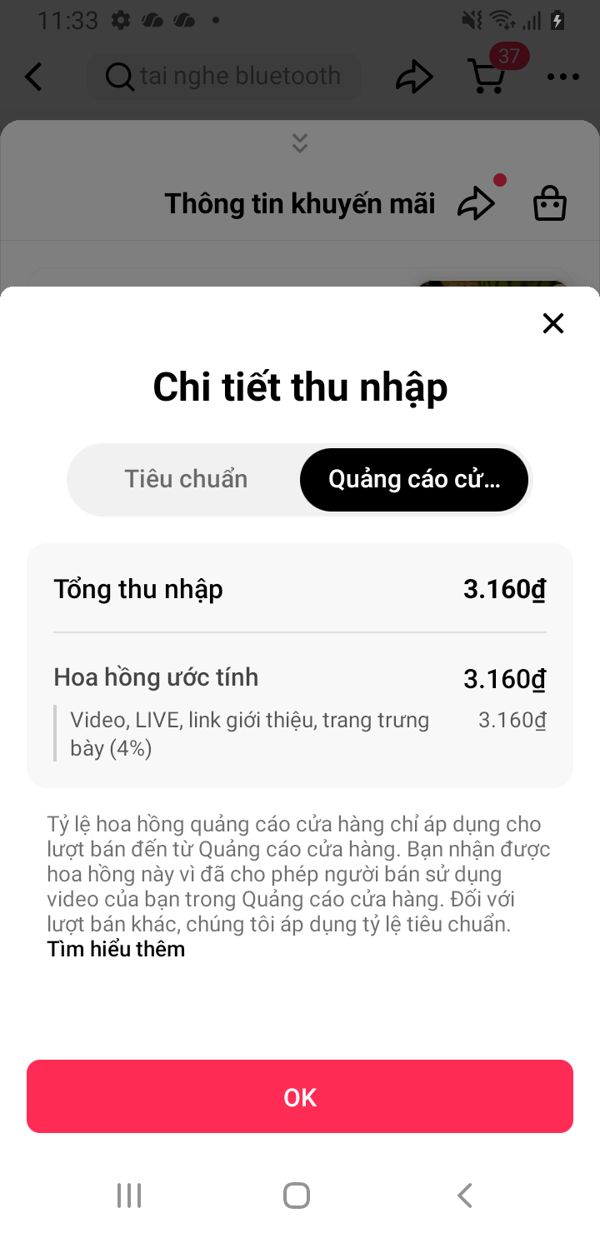 11:33
tai nghe bluetooth
37
Thông tin khuyến mãi
Chi tiết thu nhập
Tiêu chuẩn
Quảng cáo cử...
Tổng thu nhập
3.160₫
Hoa hồng ước tính
3.160₫
Video, LIVE, link giới thiệu, trang trưng
3.160₫
bày (4%)
Tỷ lệ hoa hồng quảng cáo cửa hàng chỉ áp dụng cho
lượt bán đến từ Quảng cáo cửa hàng. Bạn nhận được
hoa hồng này vì đã cho phép người bán sử dụng
video của bạn trong Quảng cáo cửa hàng. Đối với
lượt bán khác, chúng tôi áp dụng tỷ lệ tiêu chuẩn.
Tìm hiểu thêm
OK